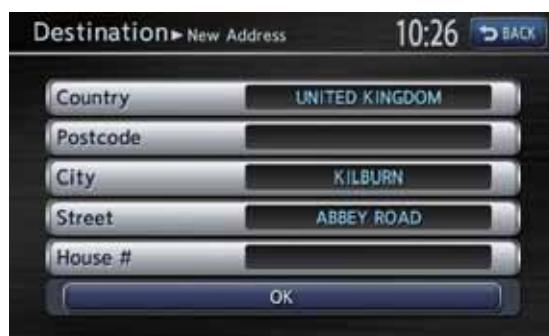 Destination ▶ New Address 10:26 BACK
Country UNITED KINGDOM
Postcode
City KILBURN
Street ABBEY ROAD
House #
OK